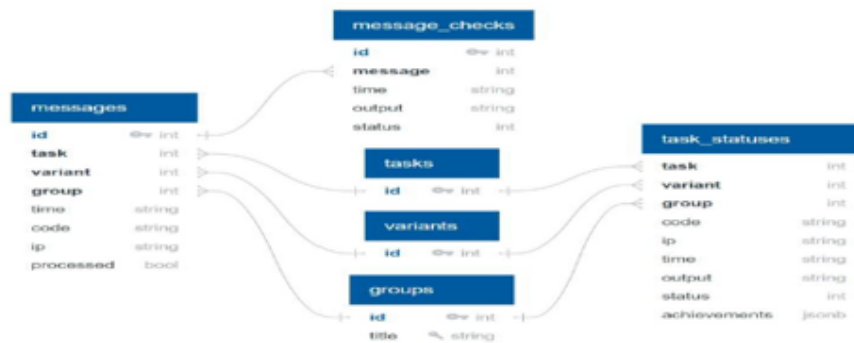 message_checks
id int
message int
time string
output string
status int
messages
id int
task int
variant int
group int
time string
code string
ip string
processed bool
tasks
id int
variants
id int
groups
id int
title string
task_statuses
task int
variant int
group int
code string
ip string
time string
output string
status int
achievements jsonb